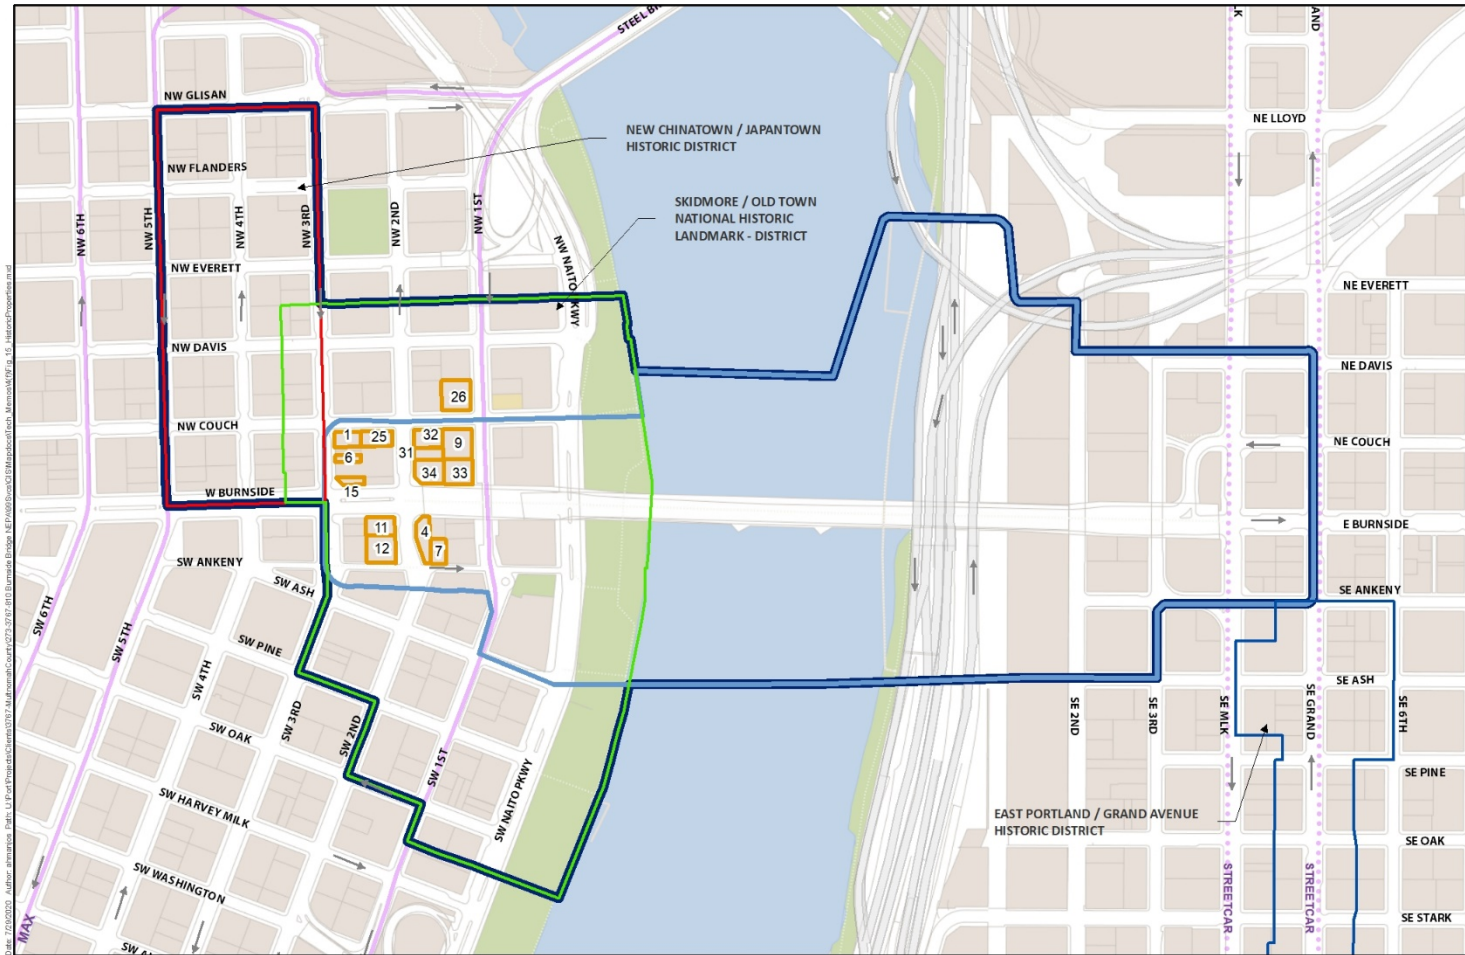 STEEL BR
LK
AND
NW GLISAN
NE LLOYD
NEW CHINATOWN / JAPANTOWN
HISTORIC DISTRICT
NW FLANDERS
SKIDMORE / OLD TOWN
NATIONAL HISTORIC
LANDMARK - DISTRICT
NW 6TH
NW 5TH
NW 4TH
NW 3RD
NW 2ND
NW 1ST
NW NAITO PKWY
NW EVERETT
NE EVERETT
NW DAVIS
NE DAVIS
26
NW COUCH
1
25
32
9
NE COUCH
6
31
34
33
15
W BURNSIDE
11
4
E BURNSIDE
12
7
SW ANKENY
SW ASH
SE ANKENY
SW 6TH
SW 5TH
SW PINE
SW 4TH
SE ASH
SW 3RD
SW 2ND
SW OAK
SE 2ND
SE 3RD
SE MLK
SE GRAND
SE 6TH
SW 1ST
SE PINE
SW HARVEY MILK
SW NAITO PKWY
EAST PORTLAND / GRAND AVENUE
HISTORIC DISTRICT
SE OAK
SW WASHINGTON
STREETCAR
STREETCAR
SE STARK
MAX